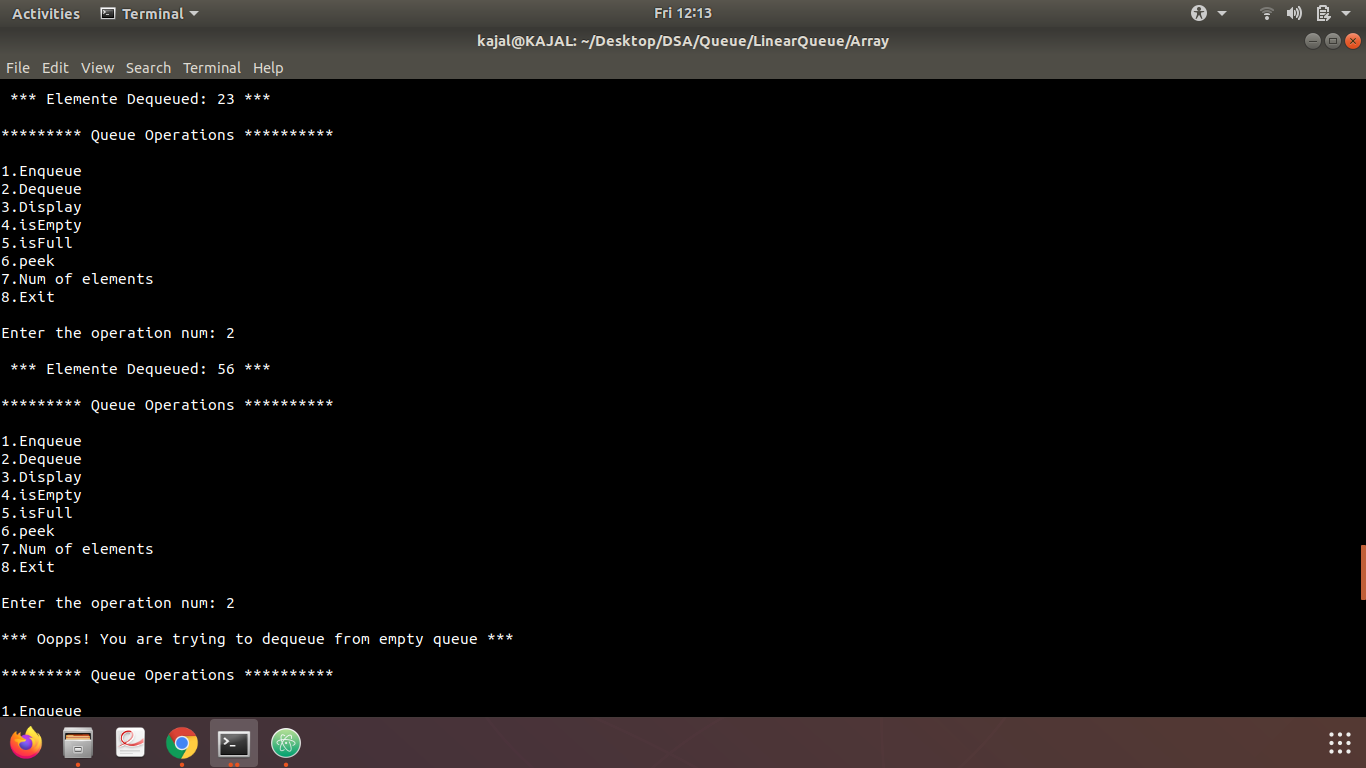 Activities Terminal Fri 12:13
kajal@KAJAL: ~/Desktop/DSA/Queue/LinearQueue/Array
File Edit View Search Terminal Help
*** Elemente Dequeued: 23 ***
********* Queue Operations **********
1.Enqueue
2.Dequeue
3.Display
4.isEmpty
5.isFull
6.peek
7.Num of elements
8.Exit
Enter the operation num: 2
*** Elemente Dequeued: 56 ***
********* Queue Operations **********
1.Enqueue
2.Dequeue
3.Display
4.isEmpty
5.isFull
6.peek
7.Num of elements
8.Exit
Enter the operation num: 2
*** Oopps! You are trying to dequeue from empty queue ***
********* Queue Operations **********
1.Enqueue